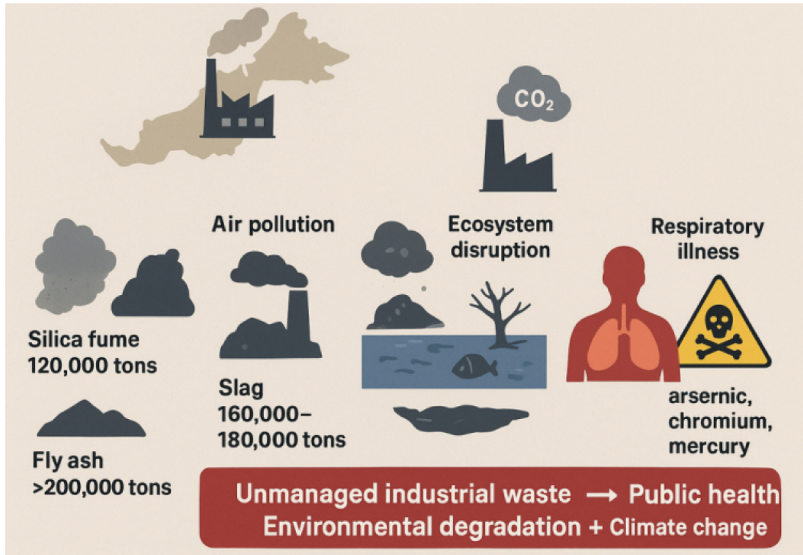 CO₂
Air pollution
Ecosystem
disruption
Respiratory
illness
Silica fume
120,000 tons
Slag
160,000–
180,000 tons
Fly ash
>200,000 tons
arsernic,
chromium,
mercury
Unmanaged industrial waste → Public health
Environmental degradation + Climate change